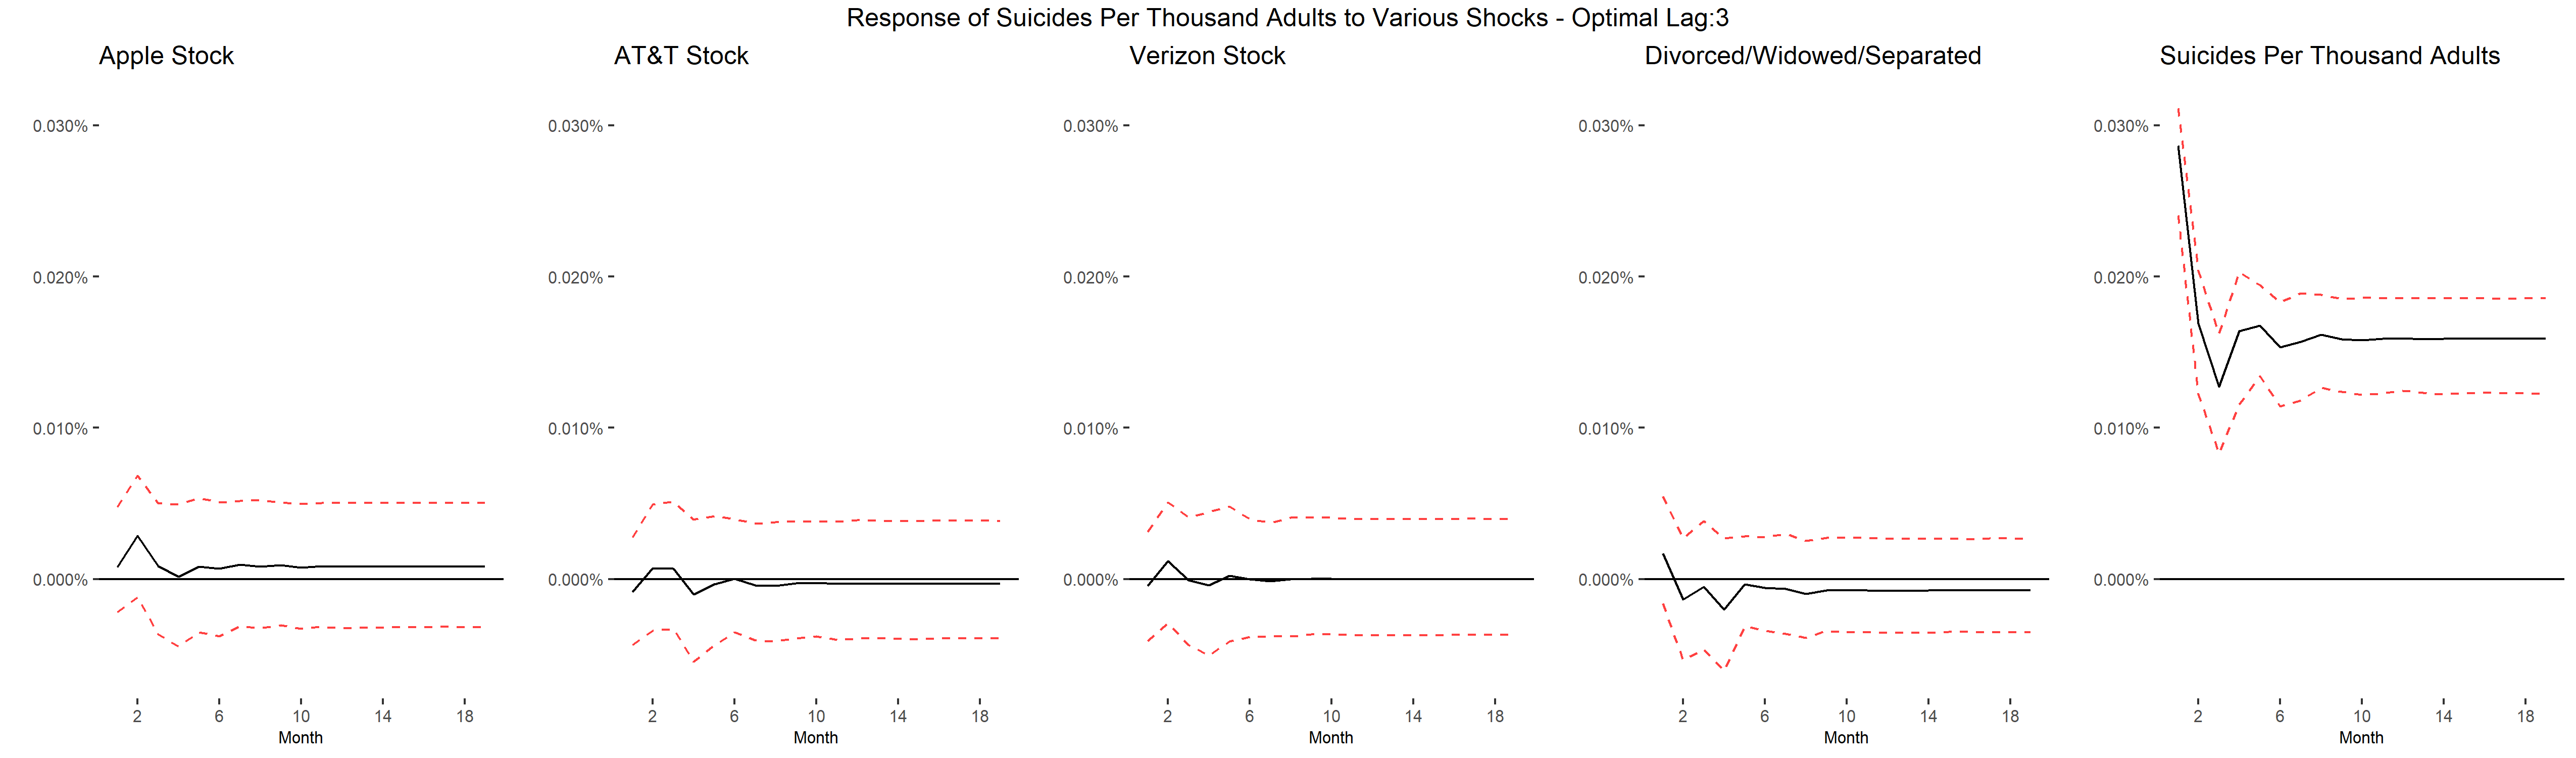 Response of Suicides Per Thousand Adults to Various Shocks - Optimal Lag:3
Apple Stock
0.030%
0.020%
0.010%
0.000%
2 6 10 14 18
Month
AT&T Stock
0.030%
0.020%
0.010%
0.000%
2 6 10 14 18
Month
Verizon Stock
0.030%
0.020%
0.010%
0.000%
2 6 10 14 18
Month
Divorced/Widowed/Separated
0.030%
0.020%
0.010%
0.000%
2 6 10 14 18
Month
Suicides Per Thousand Adults
0.030%
0.020%
0.010%
0.000%
2 6 10 14 18
Month